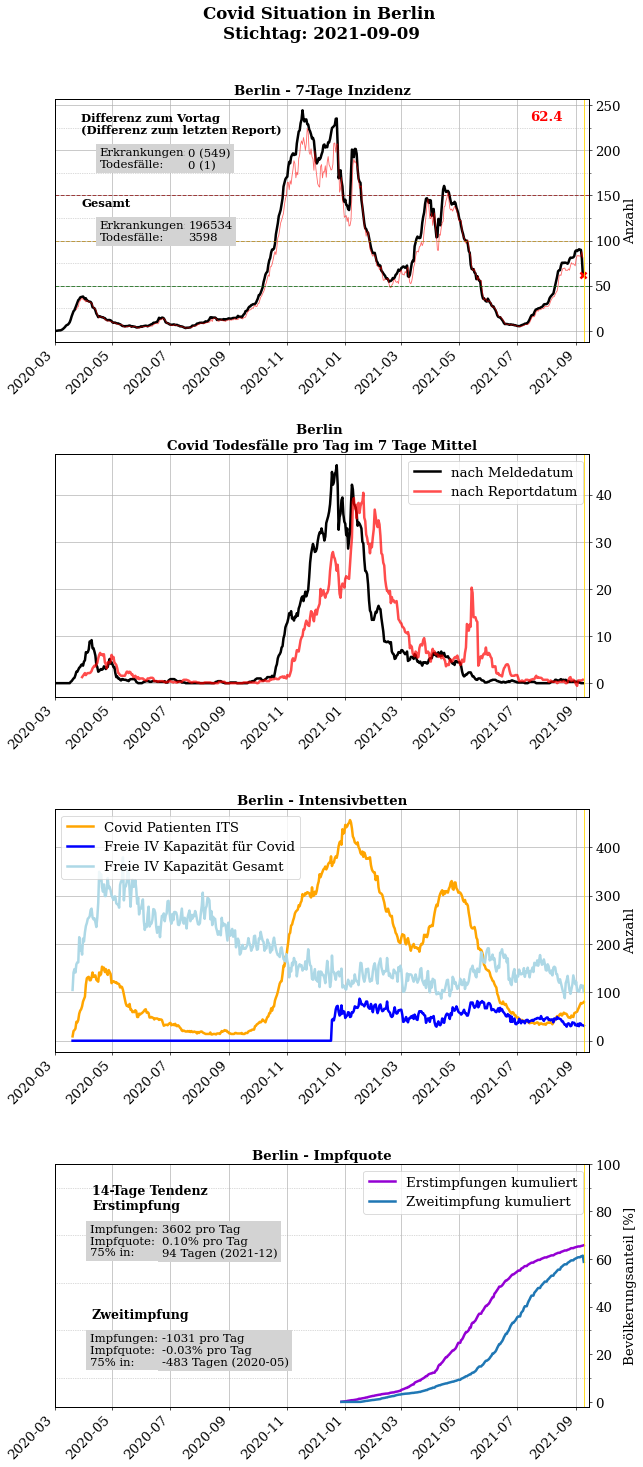 Covid Situation in Berlin
Stichtag: 2021-09-09
Berlin - 7-Tage Inzidenz
Differenz zum Vortag
(Differenz zum letzten Report)
Erkrankungen 0 (549)
Todesfälle: 0 (1)
Gesamt
Erkrankungen 196534
Todesfälle: 3598
62.4
250
200
150
100
50
0
Anzahl
2020-03
2020-05
2020-07
2020-09
2020-11
2021-01
2021-03
2021-05
2021-07
2021-09
Berlin
Covid Todesfälle pro Tag im 7 Tage Mittel
nach Meldedatum
nach Reportdatum
40
30
20
10
0
2020-03
2020-05
2020-07
2020-09
2020-11
2021-01
2021-03
2021-05
2021-07
2021-09
Berlin - Intensivbetten
Covid Patienten ITS
Freie IV Kapazität für Covid
Freie IV Kapazität Gesamt
400
300
200
100
0
Anzahl
2020-03
2020-05
2020-07
2020-09
2020-11
2021-01
2021-03
2021-05
2021-07
2021-09
Berlin - Impfquote
14-Tage Tendenz
Erstimpfung
Impfungen: 3602 pro Tag
Impfquote: 0.10% pro Tag
75% in: 94 Tagen (2021-12)
Zweitimpfung
Impfungen: -1031 pro Tag
Impfquote: -0.03% pro Tag
75% in: -483 Tagen (2020-05)
Erstimpfungen kumuliert
Zweitimpfung kumuliert
100
80
60
40
20
0
Bevölkerungsanteil [%]
2020-03
2020-05
2020-07
2020-09
2020-11
2021-01
2021-03
2021-05
2021-07
2021-09